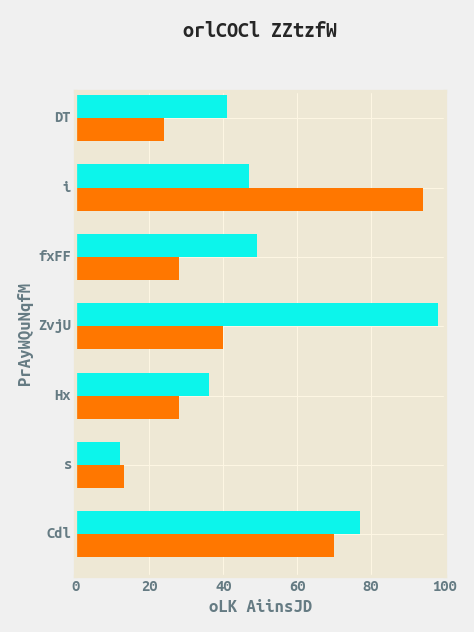 orlCOCl ZZtzfW
DT
i
fxFF
ZvjU
Hx
s
Cdl
PrAyWQuNqfM
0 20 40 60 80 100
oLK AiinsJD